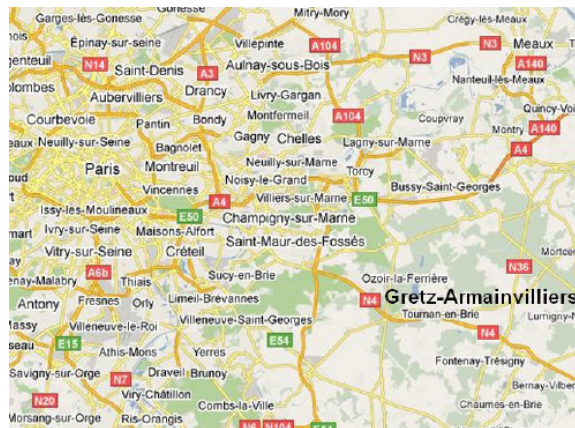 Garges-lès-Gonesse
Gonesse
Mitry-Mory
Crégy-lès-Meaux
Épinay-sur-seine
Villepinte
A104
N3
Meaux
N14
Saint-Denis
A3
Aulnay-sous-Bois
N3
A140
Drancy
Nanteuil-lès-Meaux
Aubervilliers
Livry-Gargan
Courbevoie
Bondy
Montfermeil
A104
Coupvray
Quincy-Voi
Pantin
Gagny
Chelles
Montry
A140
Neuilly-sur-Seine
Bagnolet
Lagny-sur-Marne
A4
Paris
Montreuil
Neuilly-sur-Marne
Noisy-le-Grand
Torcy
Vincennes
Bussy-Saint-Georges
A4
Villiers-sur-Marne
E50
Issy-les-Moulineaux
E50
Champigny-sur-Marne
Ivry-sur-Seine
Maisons-Alfort
Saint-Maur-des-Fossés
Vitry-sur-Seine
Créteil
N36
A6b
Sucy-en-Brie
Ozoir-la-Ferrière
Thiais
Fresnes
Orly
Limeil-Brévannes
N4
Gretz-Armainvilliers
Antony
Tournan-en-Brie
Lumigny-N
Villeneuve-le-Roi
Villeneuve-Saint-Georges
N4
E15
E54
Athis-Mons
Yerres
Fontenay-Trésigny
Savigny-sur-Orge
N7
Draveil
Brunoy
Viry-Châtillon
Bernay-Vilber
N20
Combs-la-Ville
Chaumes-en-Brie
Morsang-sur-Orge
Ris-Orangis
N104